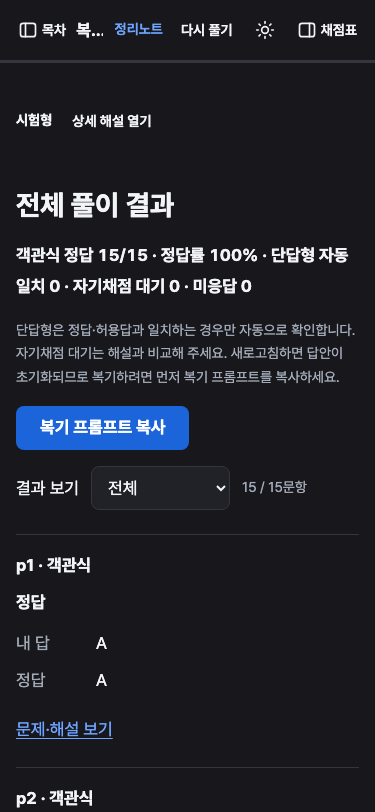 목차 복... 정리노트 다시 풀기 채점표
시험형 상세 해설 열기
전체 풀이 결과
객관식 정답 15/15 · 정답률 100% · 단답형 자동
일치 0 · 자기채점 대기 0 · 미응답 0
단답형은 정답·허용답과 일치하는 경우만 자동으로 확인합니다.
자기채점 대기는 해설과 비교해 주세요. 새로고침하면 답안이
초기화되므로 복기하려면 먼저 복기 프롬프트를 복사하세요.
복기 프롬프트 복사
결과 보기 전체 15 / 15문항
p1 · 객관식
정답
내 답 A
정답 A
문제·해설 보기
p2 · 객관식